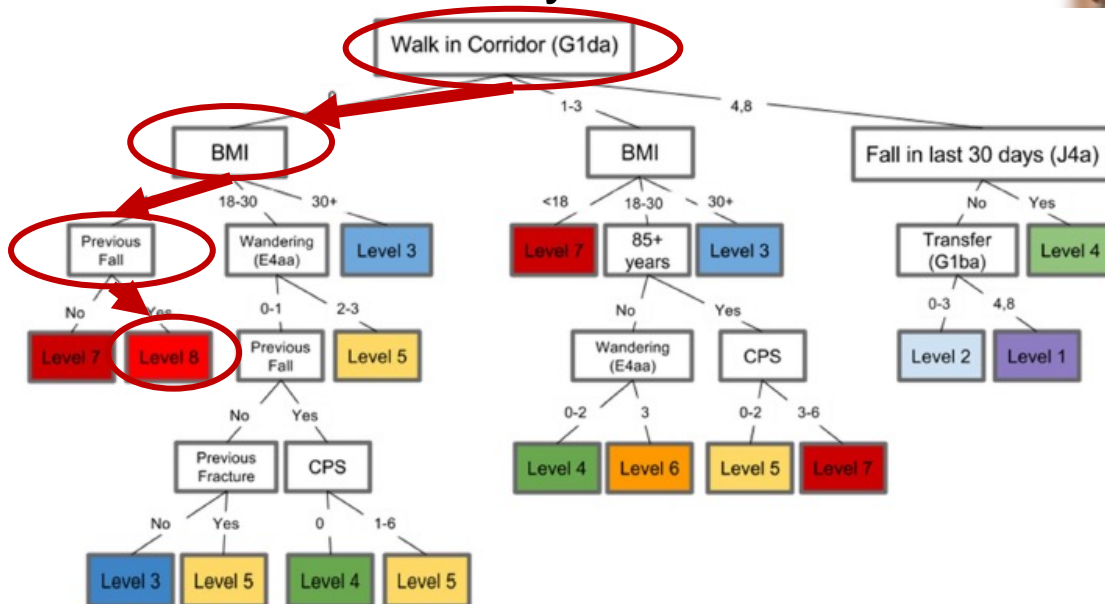 Walk in Corridor (G1da)
1-3
4,8
BMI
BMI
Fall in last 30 days (J4a)
18-30
30+
<18
18-30
30+
No
Yes
Previous
Fall
Wandering
(E4aa)
Level 3
Level 7
85+
years
Level 3
Transfer
(G1ba)
Level 4
No
Yes
0-1
2-3
No
Yes
0-3
4,8
Level 7
Level 8
Previous
Fall
Level 5
Wandering
(E4aa)
CPS
Level 2
Level 1
No
Yes
0-2
3
0-2
3-6
Previous
Fracture
CPS
Level 4
Level 6
Level 5
Level 7
No
Yes
0
1-6
Level 3
Level 5
Level 4
Level 5